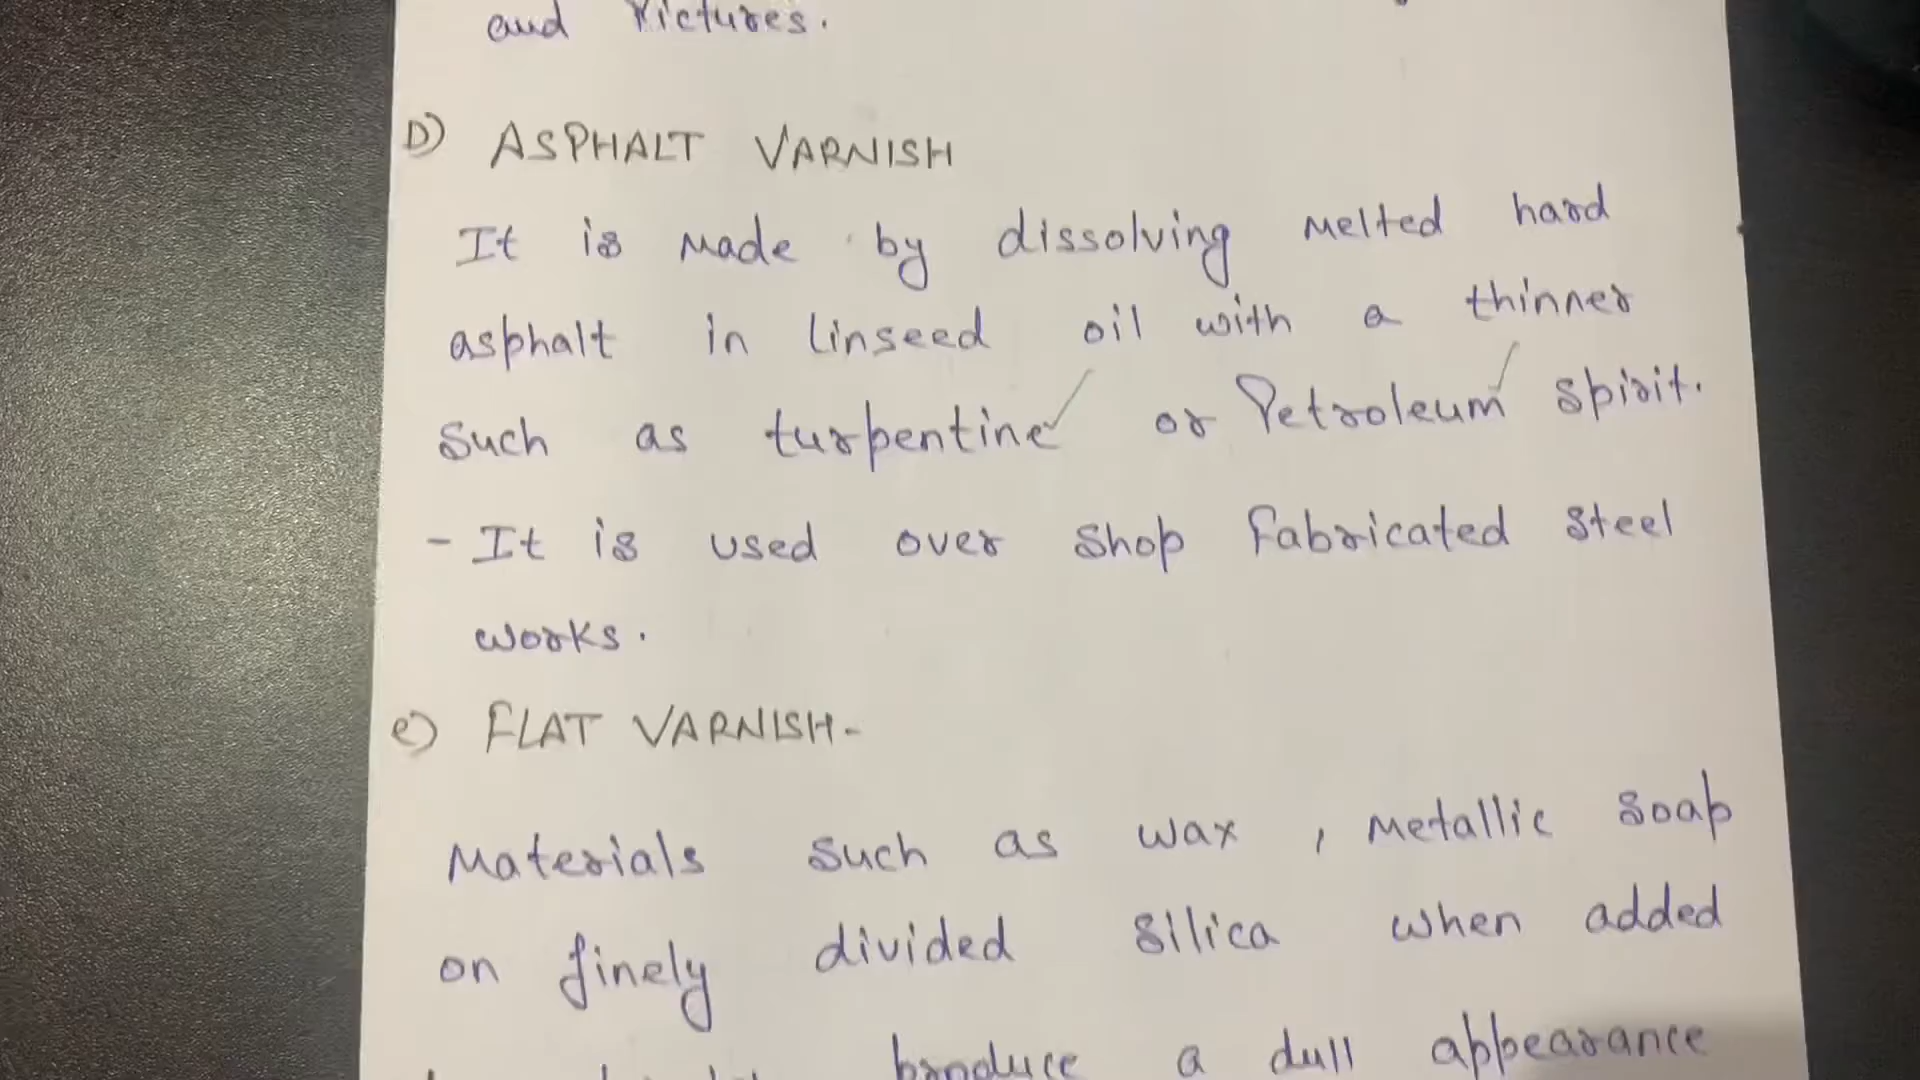 and Pictures.
D) ASPHALT VARNISH
It is made by dissolving melted hard
asphalt in linseed oil with a thinner
such as turpentine or Petroleum spirit.
- It is used over shop fabricated steel
works.
e) FLAT VARNISH-
Materials such as wax, metallic soap
on finely divided silica when added
produce a dull appearance